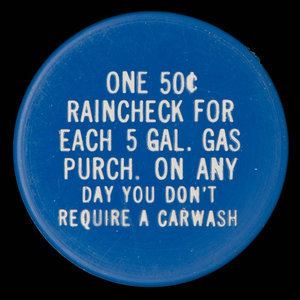 ONE 50¢
RAINCHECK FOR
EACH 5 GAL. GAS
PURCH. ON ANY
DAY YOU DON'T
REQUIRE A CARWASH